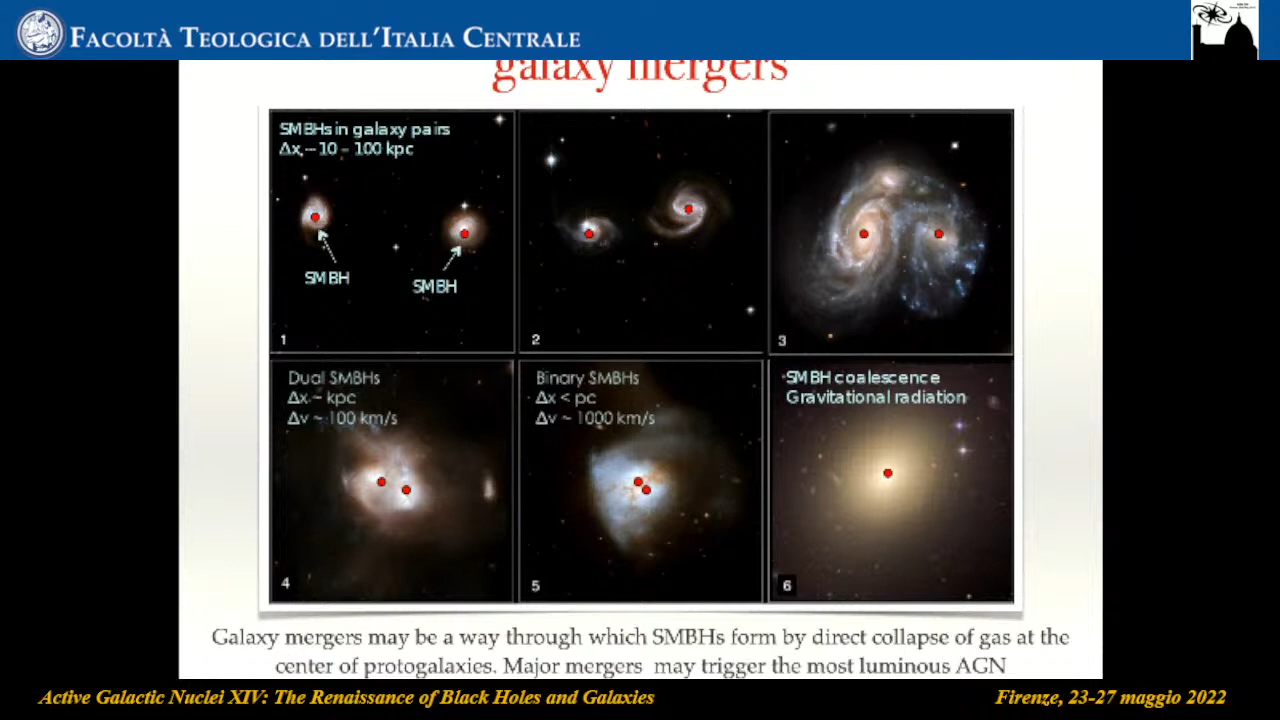 FACOLTÀ TEOLOGICA DELL'ITALIA CENTRALE
galaxy mergers
SMBHs in galaxy pairs
Δx ~ 10 – 100 kpc
SMBH
SMBH
1
2
3
Dual SMBHs
Δx ~ kpc
Δv ~ 100 km/s
4
Binary SMBHs
Δx < pc
Δv ~ 1000 km/s
5
SMBH coalescence
Gravitational radiation
6
Galaxy mergers may be a way through which SMBHs form by direct collapse of gas at the
center of protogalaxies. Major mergers may trigger the most luminous AGN
Active Galactic Nuclei XIV: The Renaissance of Black Holes and Galaxies
Firenze, 23-27 maggio 2022